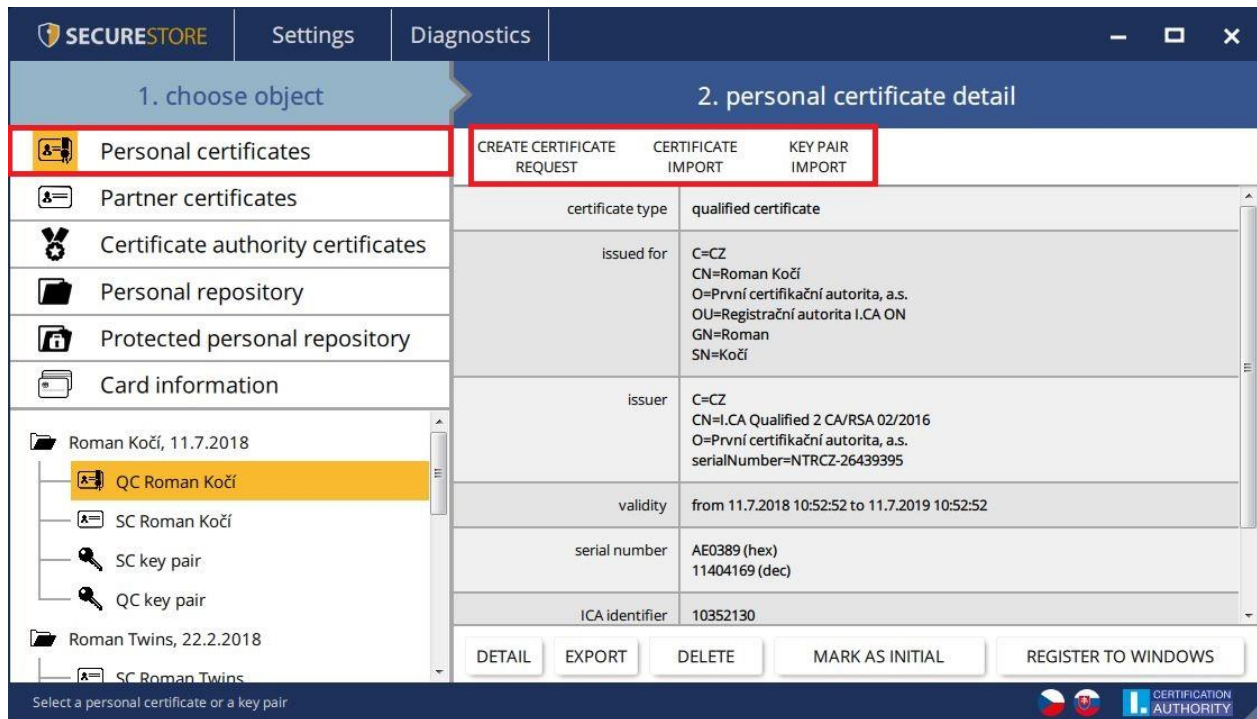 SECURESTORE
Settings
Diagnostics
1. choose object
2. personal certificate detail
Personal certificates
Partner certificates
Certificate authority certificates
Personal repository
Protected personal repository
Card information
Roman Kočí, 11.7.2018
QC Roman Kočí
SC Roman Kočí
SC key pair
QC key pair
Roman Twins, 22.2.2018
SC Roman Twins
CREATE CERTIFICATE
REQUEST
CERTIFICATE
IMPORT
KEY PAIR
IMPORT
certificate type
qualified certificate
issued for
C=CZ
CN=Roman Kočí
O=První certifikační autorita, a.s.
OU=Registrační autorita I.CA ON
GN=Roman
SN=Kočí
issuer
C=CZ
CN=I.CA Qualified 2 CA/RSA 02/2016
O=První certifikační autorita, a.s.
serialNumber=NTRCZ-26439395
validity
from 11.7.2018 10:52:52 to 11.7.2019 10:52:52
serial number
AE0389 (hex)
11404169 (dec)
ICA identifier
10352130
DETAIL
EXPORT
DELETE
MARK AS INITIAL
REGISTER TO WINDOWS
Select a personal certificate or a key pair
CERTIFICATION
AUTHORITY